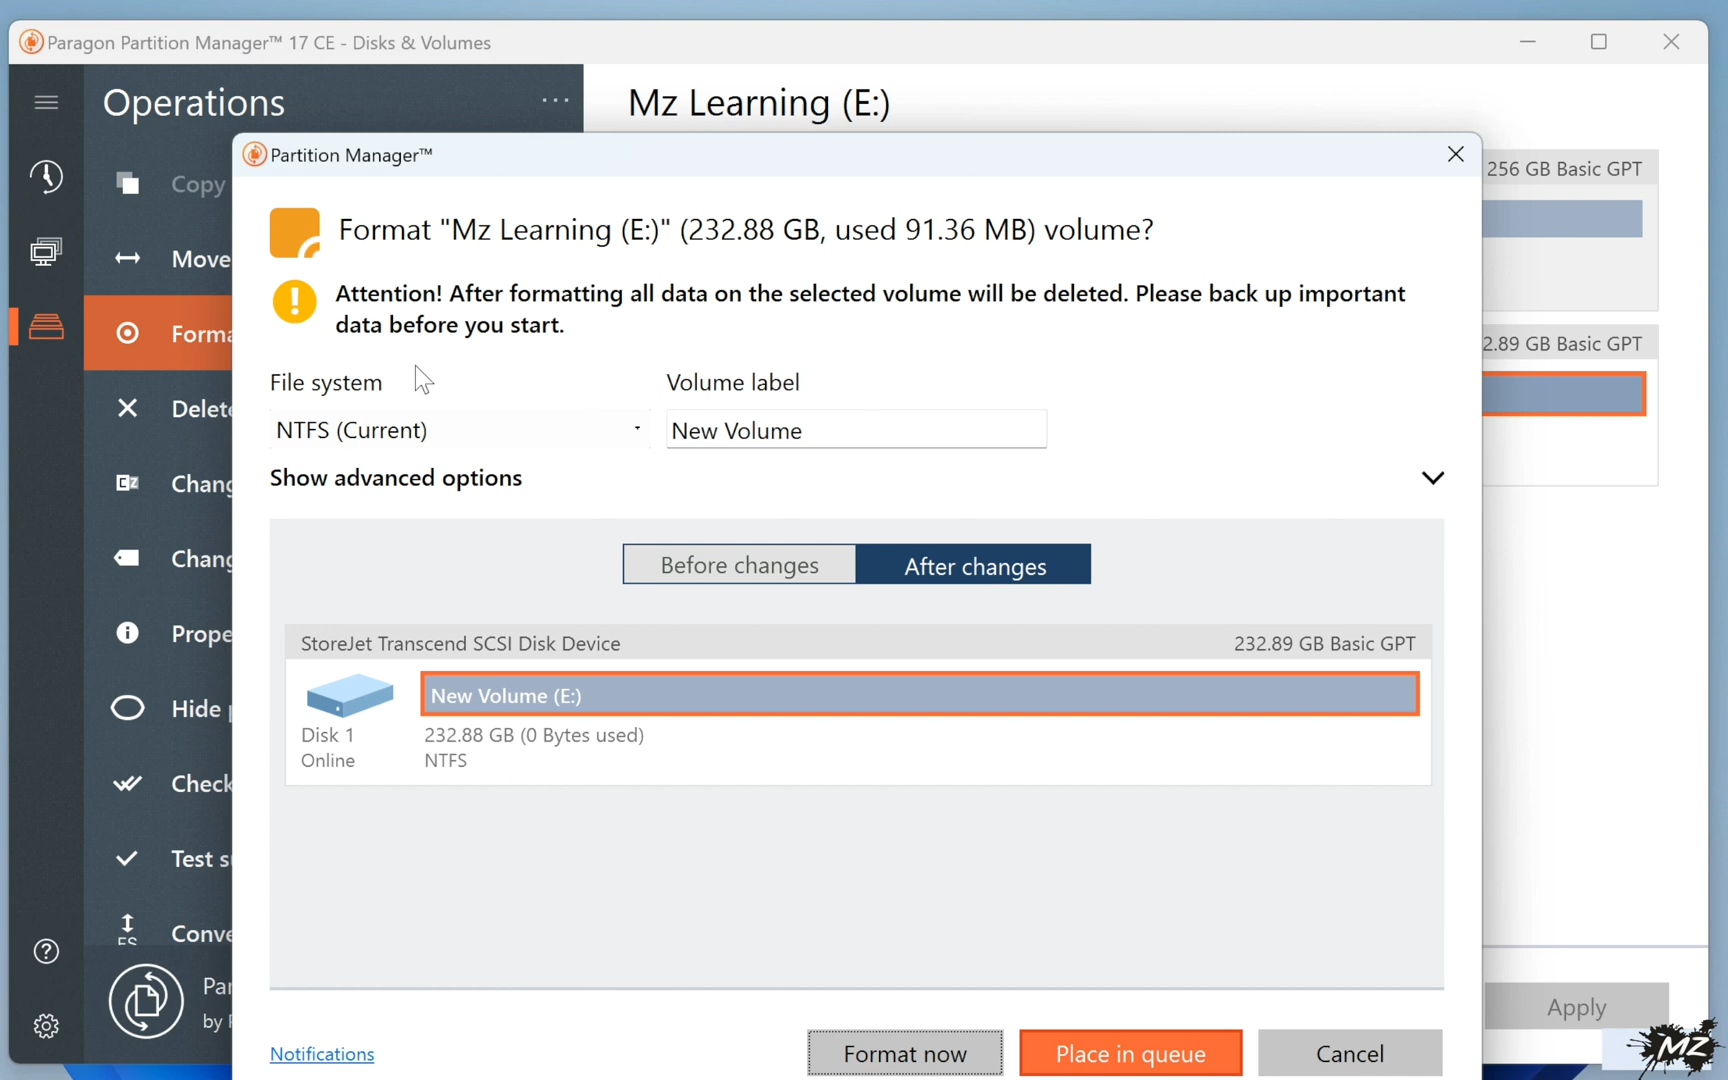 Paragon Partition Manager™ 17 CE - Disks & Volumes
Operations
...
Mz Learning (E:)
Partition Manager™
Copy
256 GB Basic GPT
Format "Mz Learning (E:)" (232.88 GB, used 91.36 MB) volume?
Move
Attention! After formatting all data on the selected volume will be deleted. Please back up important
data before you start.
Forma
2.89 GB Basic GPT
File system
Volume label
Delete
NTFS (Current)
New Volume
Show advanced options
Chang
Before changes
After changes
Chang
Prope
StoreJet Transcend SCSI Disk Device
232.89 GB Basic GPT
New Volume (E:)
Hide p
Disk 1
232.88 GB (0 Bytes used)
Online
NTFS
Check
Test su
FS
Conve
Par
by P
Apply
Notifications
Format now
Place in queue
Cancel
MZ